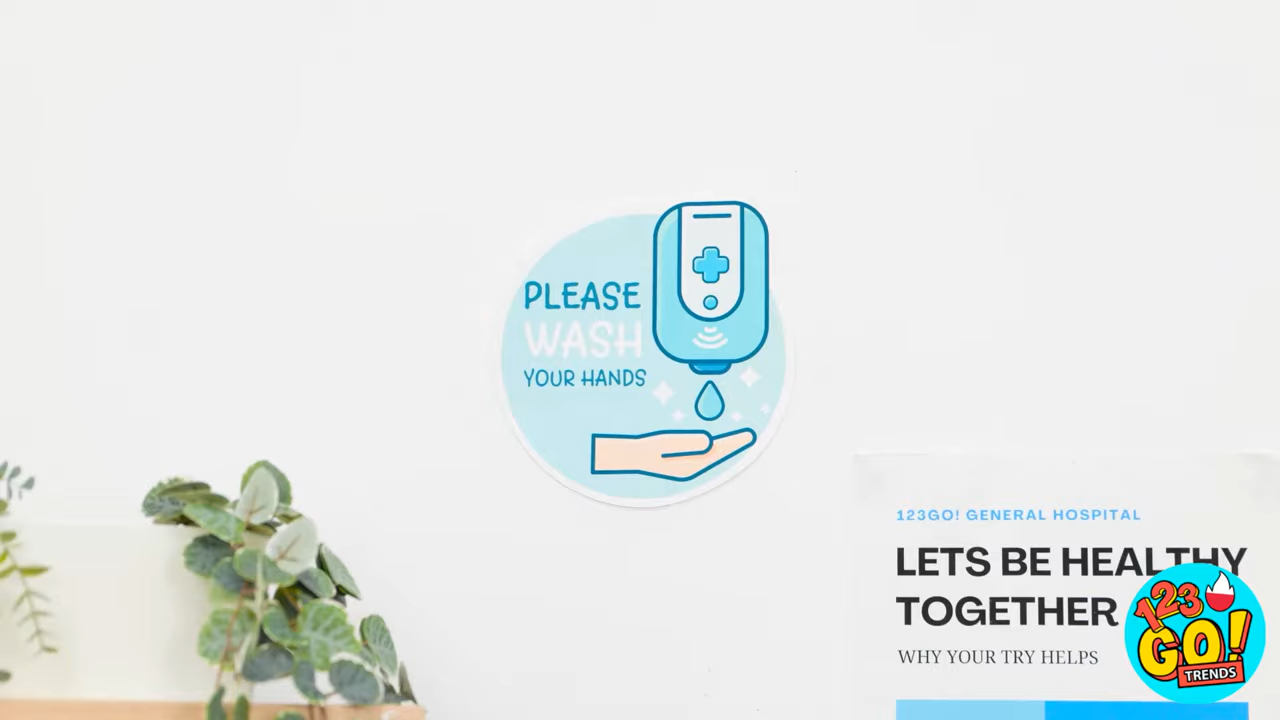 PLEASE
WASH
YOUR HANDS
123GO! GENERAL HOSPITAL
LETS BE HEALTHY
TOGETHER
WHY YOUR TRY HELPS
123
GO!
TRENDS